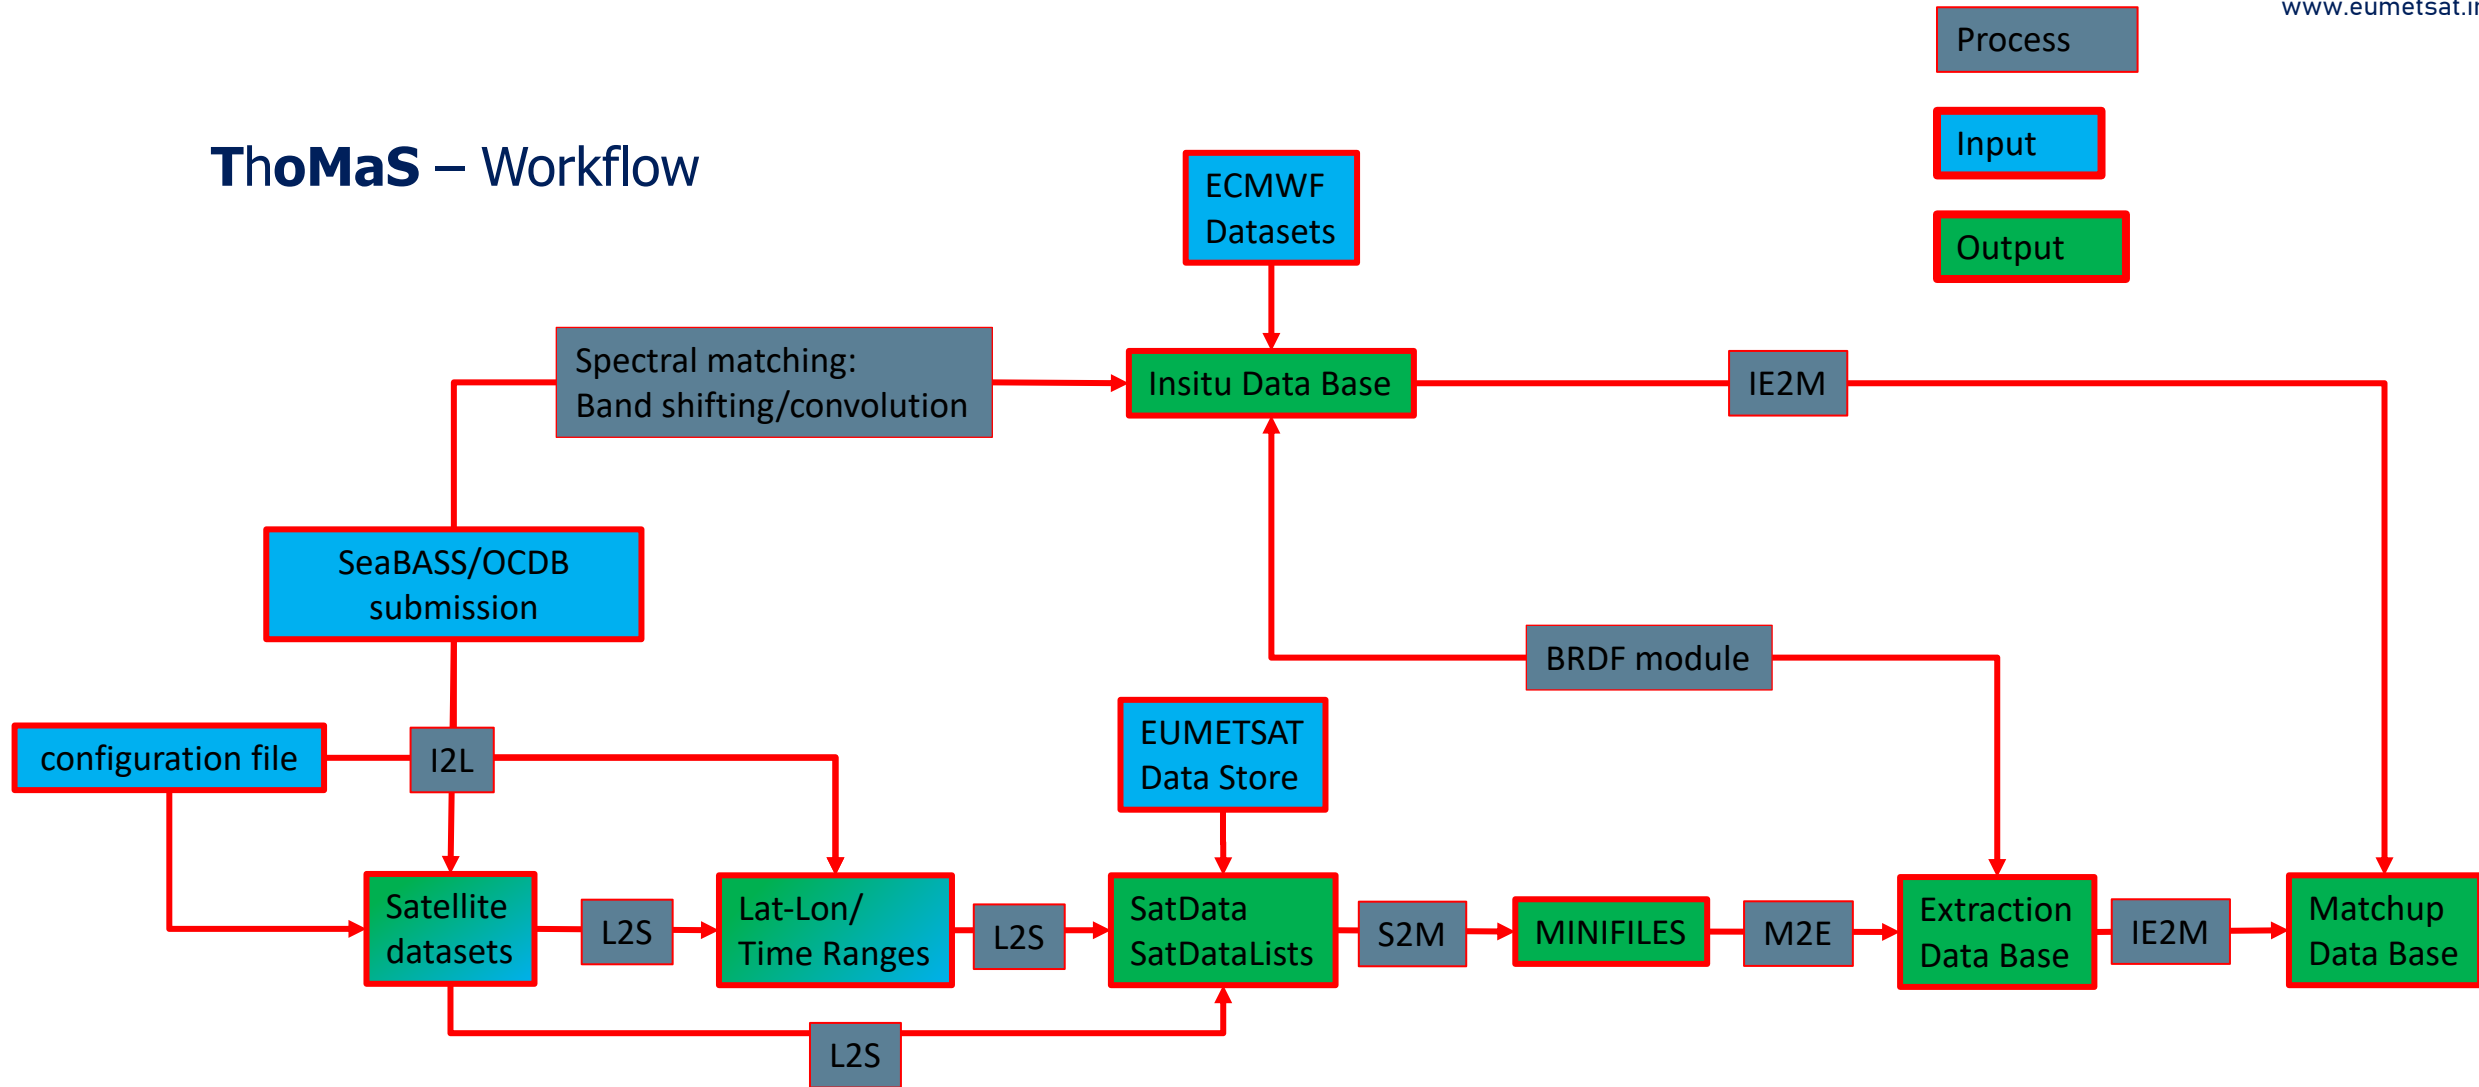 www.eumetsat.in
Process
Input
Output
ThoMaS – Workflow
ECMWF
Datasets
Spectral matching:
Band shifting/convolution
Insitu Data Base
IE2M
SeaBASS/OCDB
submission
BRDF module
configuration file
I2L
EUMETSAT
Data Store
Satellite
datasets
L2S
Lat-Lon/
Time Ranges
L2S
SatData
SatDataLists
S2M
MINIFILES
M2E
Extraction
Data Base
IE2M
Matchup
Data Base
L2S